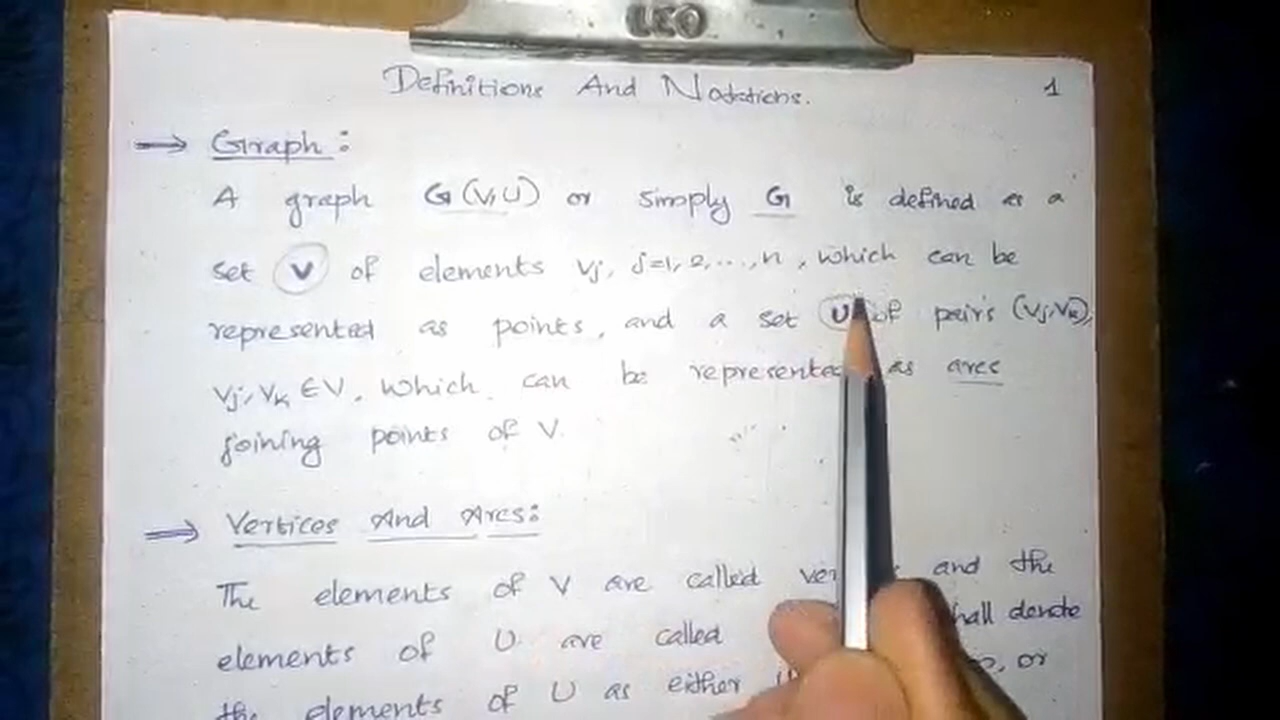 LEO
Definitions And Notations.
1
→ Graph:
A graph G(V,U) or simply G is defined as a
set V of elements vj, j=1, 2,...,n, which can be
represented as points, and a set U of pairs (Vj,Vk),
Vj, Vk ∈ V, which can be represented as arcs
joining points of V.
⇒ Vertices And Arcs:
The elements of V are called and the
elements of U are called shall denote
the elements of U as either or